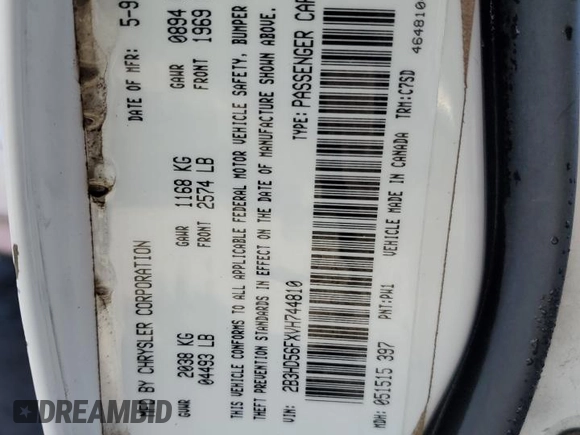 MFD BY CHRYSLER CORPORATION
DATE OF MFR: 5-9
GVWR
GAWR
FRONT
GAWR
FRONT
2038 KG
04493 LB
1168 KG
2574 LB
0894
1969
THIS VEHICLE CONFORMS TO ALL APPLICABLE FEDERAL MOTOR VEHICLE SAFETY, BUMPER
THEFT PREVENTION STANDARDS IN EFFECT ON THE DATE OF MANUFACTURE SHOWN ABOVE.
VIN: 2B3HD56FXVH744810
TYPE: PASSENGER CAR
MDH: 051515 397
PNT: PW1
VEHICLE MADE IN CANADA
TRM: C7SD
464810
DREAMBID